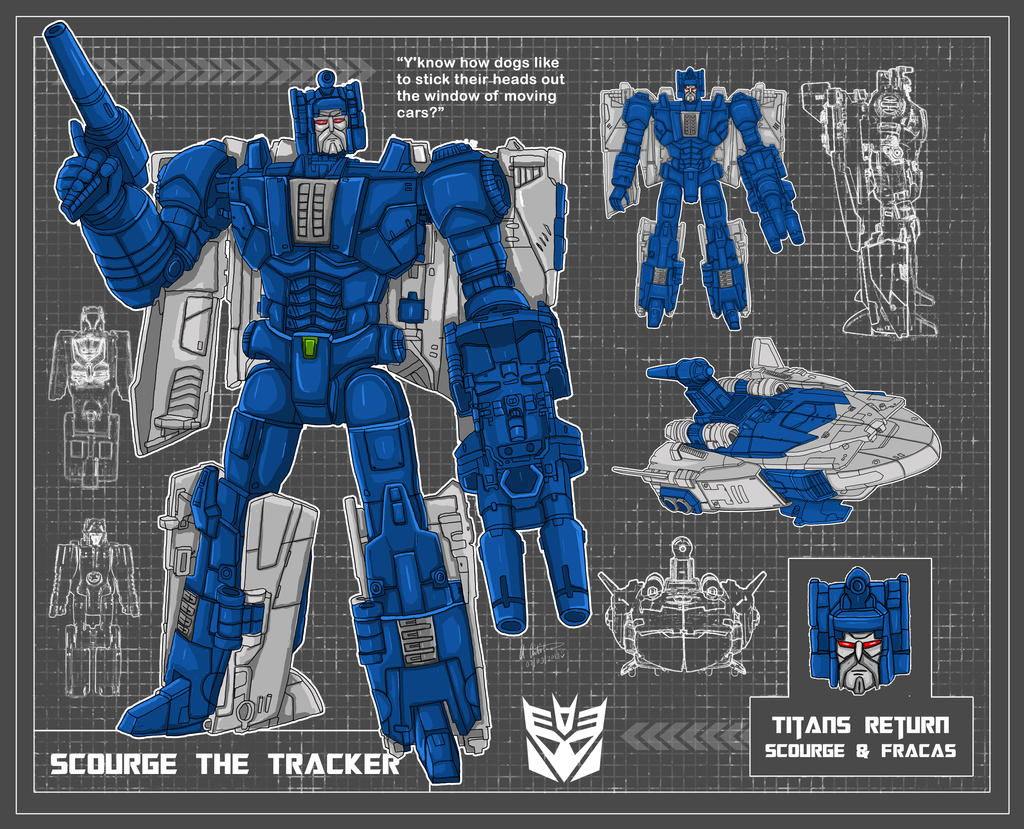 “Y'know how dogs like
to stick their heads out
the window of moving
cars?”
TITANS RETURN
SCOURGE & FRACAS
SCOURGE THE TRACKER